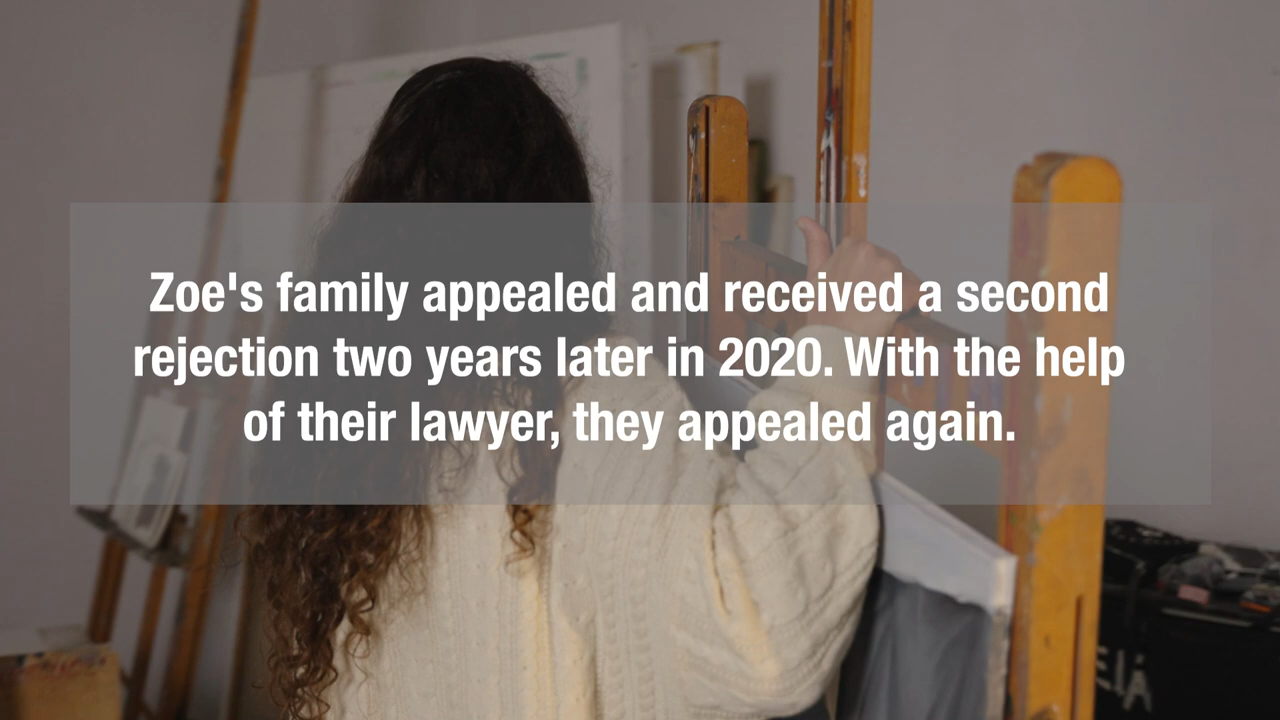 Zoe's family appealed and received a second
rejection two years later in 2020. With the help
of their lawyer, they appealed again.